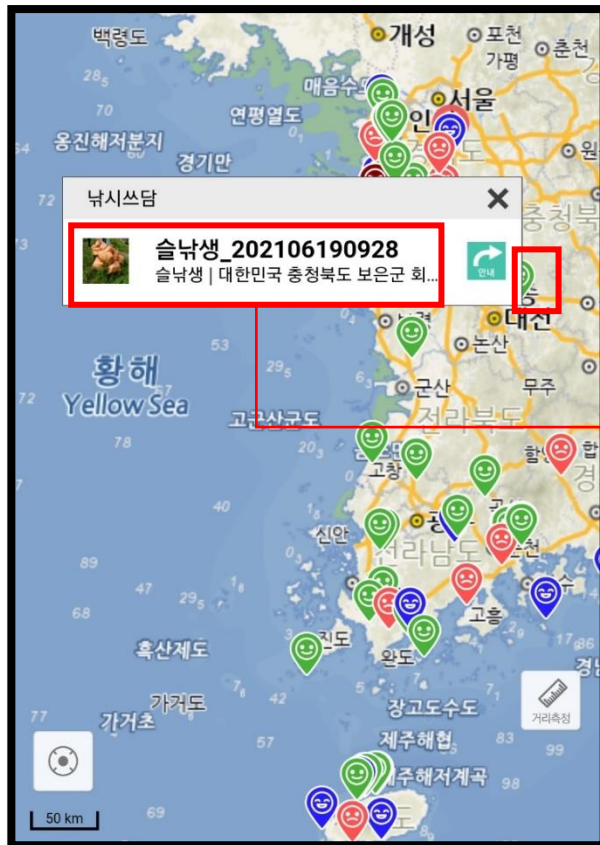 백령도
개성
포천
가평
춘천
매음수
서울
연평열도
인
옹진해저분지
경기만
낚시쓰담
슬낚생_202106190928
슬낚생 | 대한민국 충청북도 보은군 회...
안내
충청북
대전
논산
황해
Yellow Sea
군산
무주
고군산군도
전라북도
고창
함양
합
경
신안
전라남도
고흥
진도
완도
흑산제도
가거도
가거초
장고도수도
거리측정
제주해협
제주해저계곡
50 km